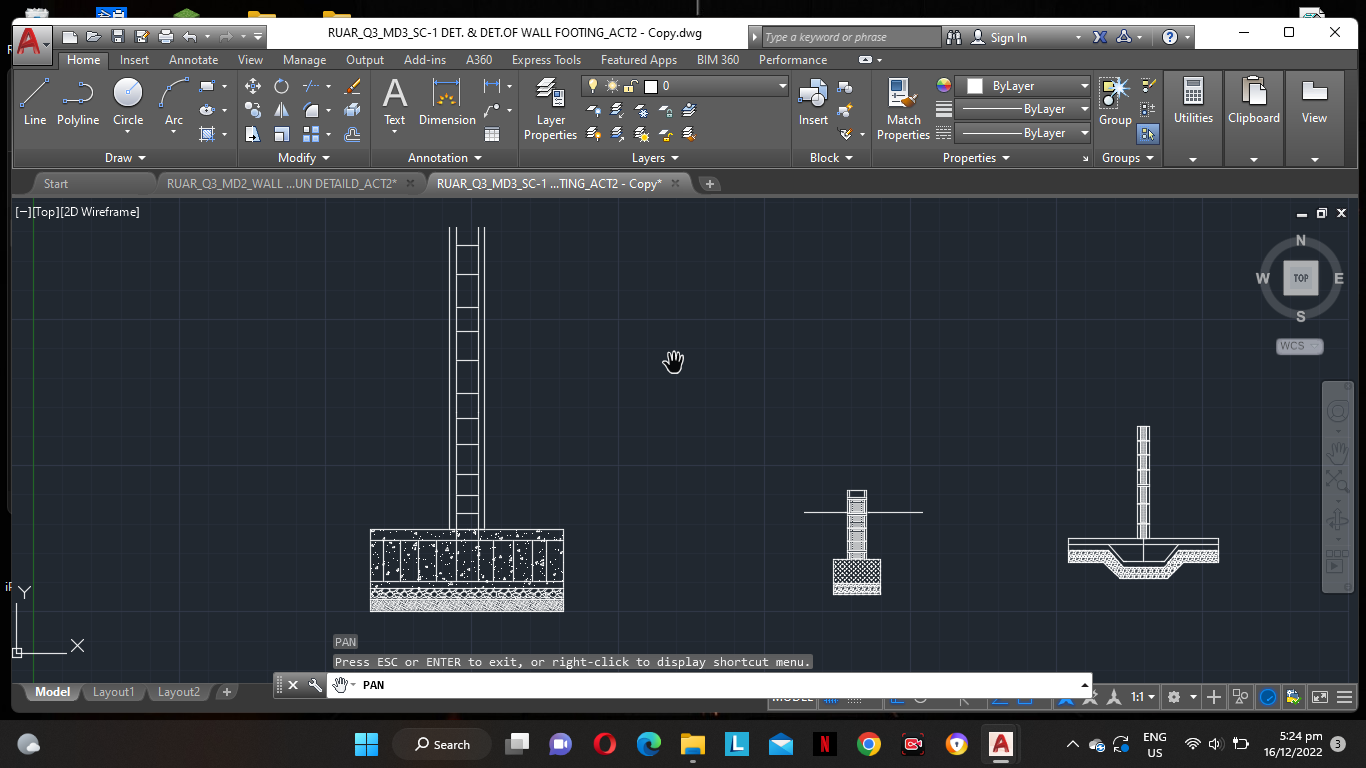 RUAR_Q3_MD3_SC-1 DET. & DET.OF WALL FOOTING_ACT2 - Copy.dwg
Type a keyword or phrase
Sign In
Home Insert Annotate View Manage Output Add-ins A360 Express Tools Featured Apps BIM 360 Performance
0
ByLayer
ByLayer
ByLayer
Line Polyline Circle Arc
Text Dimension
Layer
Properties
Insert
Match
Properties
Group
Utilities
Clipboard
View
Draw
Modify
Annotation
Layers
Block
Properties
Groups
Start
RUAR_Q3_MD2_WALL ...UN DETAILD_ACT2*
RUAR_Q3_MD3_SC-1 ...TING_ACT2 - Copy*
[−][Top][2D Wireframe]
N
W TOP E
S
WCS
Y
X
PAN
Press ESC or ENTER to exit, or right-click to display shortcut menu.
PAN
Model Layout1 Layout2
MODEL
1:1
Search
ENG
US
5:24 pm
16/12/2022
3